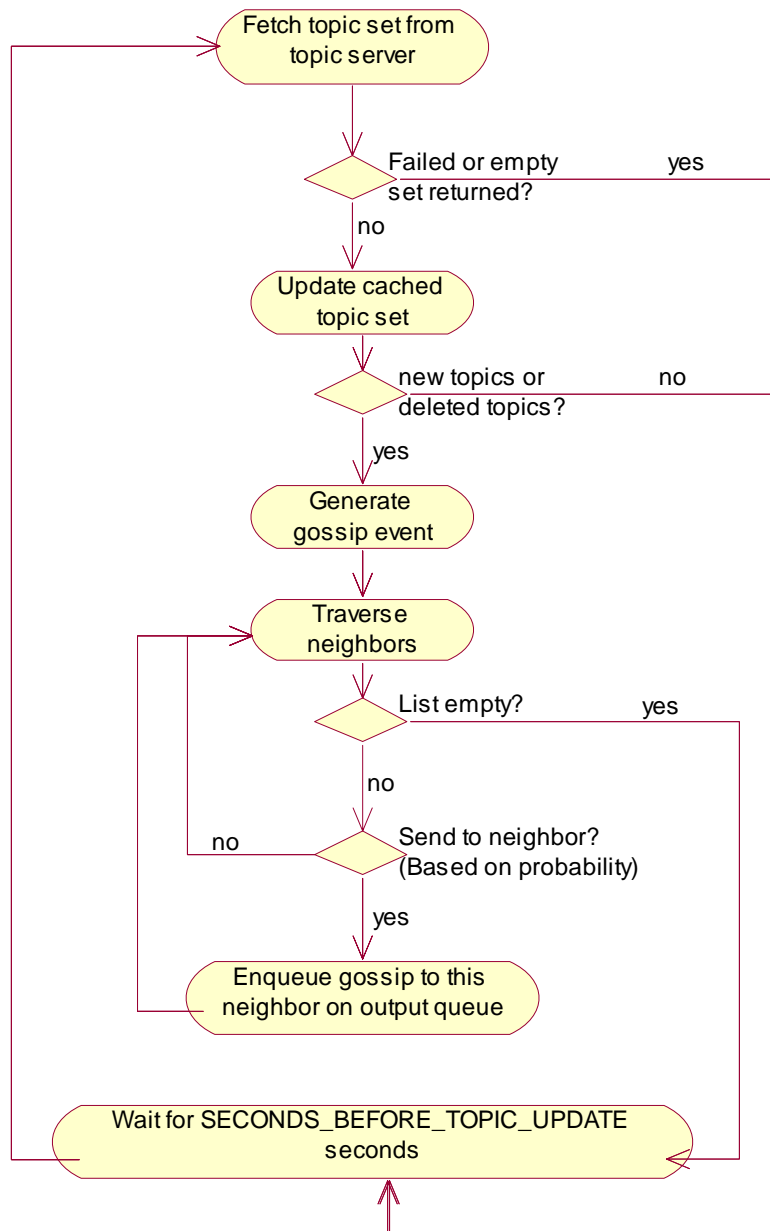 Fetch topic set from
topic server
Failed or empty
set returned?
yes
no
Update cached
topic set
new topics or
deleted topics?
no
yes
Generate
gossip event
Traverse
neighbors
List empty?
yes
no
Send to neighbor?
(Based on probability)
no
yes
Enqueue gossip to this
neighbor on output queue
Wait for SECONDS_BEFORE_TOPIC_UPDATE
seconds